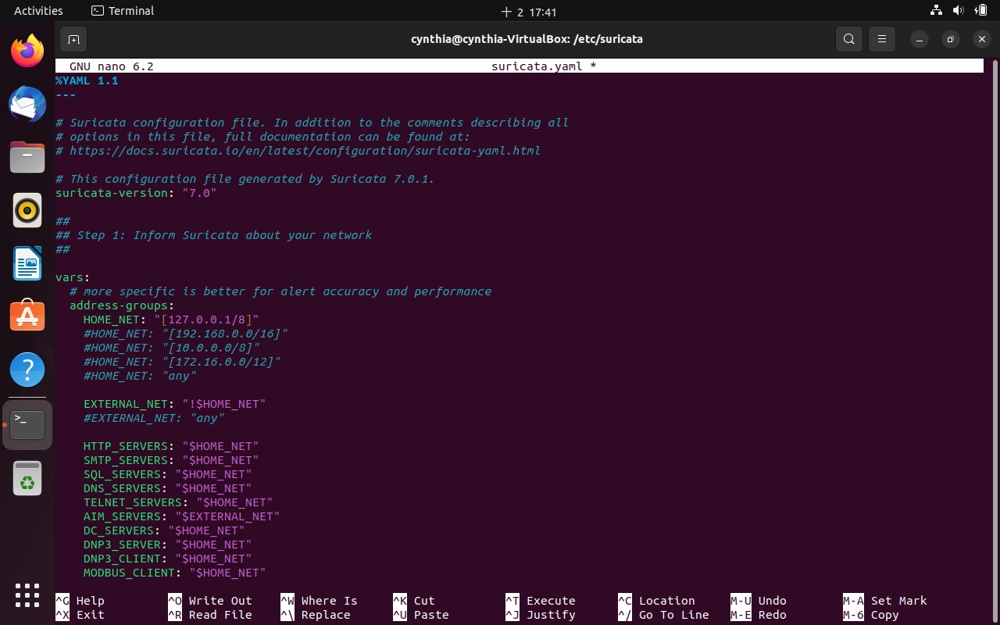 Activities Terminal 2 17:41
cynthia@cynthia-VirtualBox: /etc/suricata
GNU nano 6.2 suricata.yaml *
%YAML 1.1
---
# Suricata configuration file. In addition to the comments describing all
# options in this file, full documentation can be found at:
# https://docs.suricata.io/en/latest/configuration/suricata-yaml.html
# This configuration file generated by Suricata 7.0.1.
suricata-version: "7.0"
##
## Step 1: Inform Suricata about your network
##
vars:
# more specific is better for alert accuracy and performance
address-groups:
HOME_NET: "[127.0.0.1/8]"
#HOME_NET: "[192.168.0.0/16]"
#HOME_NET: "[10.0.0.0/8]"
#HOME_NET: "[172.16.0.0/12]"
#HOME_NET: "any"
EXTERNAL_NET: "!$HOME_NET"
#EXTERNAL_NET: "any"
HTTP_SERVERS: "$HOME_NET"
SMTP_SERVERS: "$HOME_NET"
SQL_SERVERS: "$HOME_NET"
DNS_SERVERS: "$HOME_NET"
TELNET_SERVERS: "$HOME_NET"
AIM_SERVERS: "$EXTERNAL_NET"
DC_SERVERS: "$HOME_NET"
DNP3_SERVER: "$HOME_NET"
DNP3_CLIENT: "$HOME_NET"
MODBUS_CLIENT: "$HOME_NET"
^G Help ^O Write Out ^W Where Is ^K Cut ^T Execute ^C Location M-U Undo M-A Set Mark
^X Exit ^R Read File ^\ Replace ^U Paste ^J Justify ^/ Go To Line M-E Redo M-6 Copy